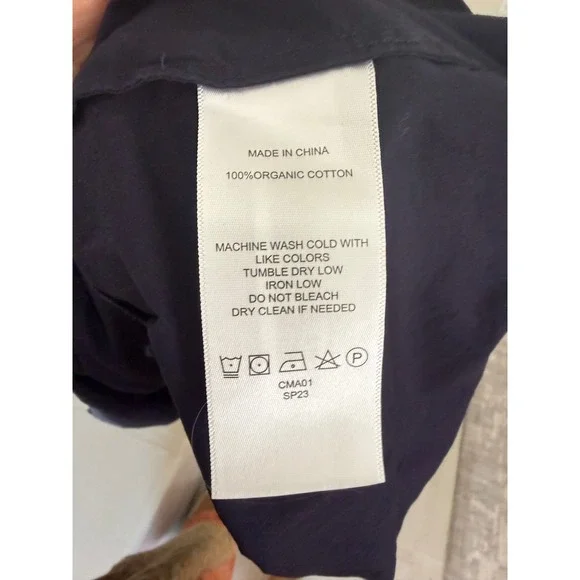 MADE IN CHINA
100%ORGANIC COTTON
MACHINE WASH COLD WITH
LIKE COLORS
TUMBLE DRY LOW
IRON LOW
DO NOT BLEACH
DRY CLEAN IF NEEDED
P
CMA01
SP23